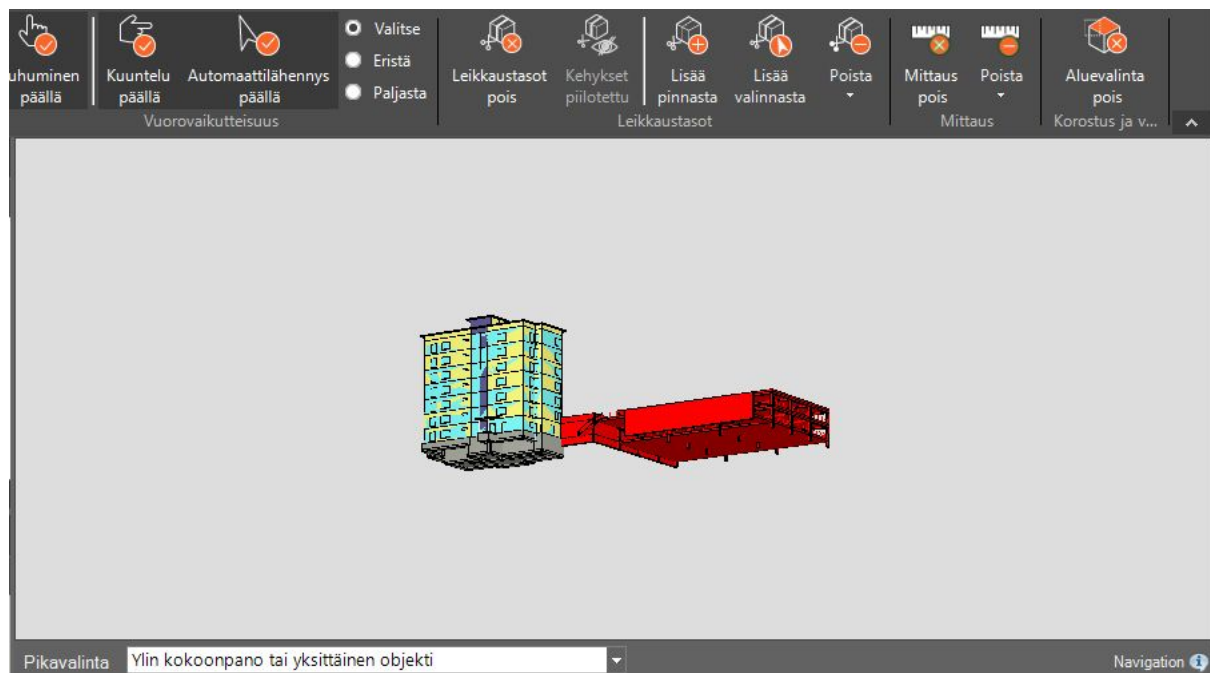 uhuminen
päällä
Kuuntelu
päällä
Automaattilähennys
päällä
Valitse
Eristä
Paljasta
Vuorovaikutteisuus
Leikkaustasot
pois
Kehykset
piilotettu
Lisää
pinnasta
Lisää
valinnasta
Poista
Leikkaustasot
Mittaus
pois
Poista
Mittaus
Aluevalinta
pois
Korostus ja v...
Pikavalinta
Ylin kokoonpano tai yksittäinen objekti
Navigation